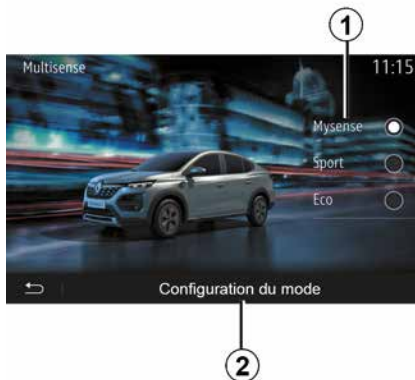 1
Multisense 11:15
Mysense
Sport
Eco
Configuration du mode
2